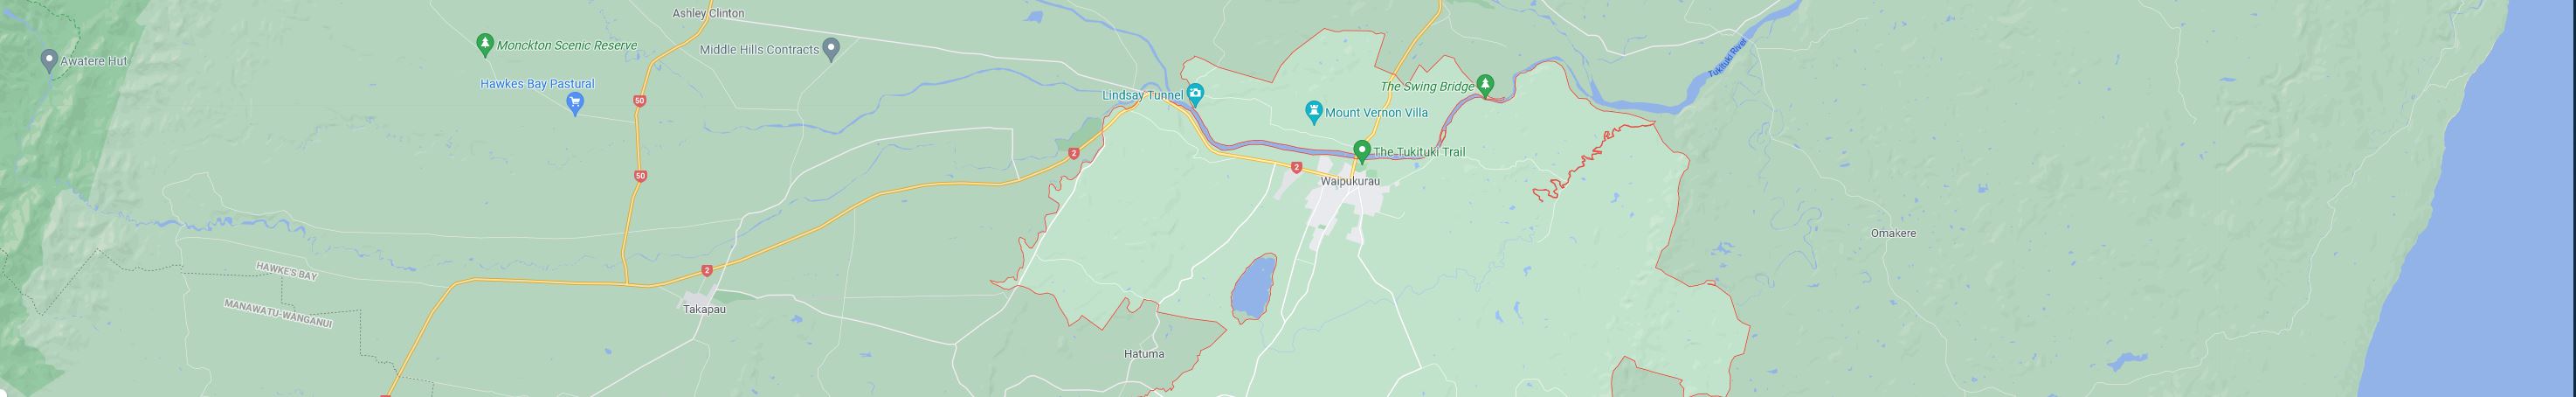 Ashley Clinton
Monckton Scenic Reserve
Middle Hills Contracts
Awatere Hut
Hawkes Bay Pastural
50
Lindsay Tunnel
The Swing Bridge
Tukituki River
Mount Vernon Villa
2
The Tukituki Trail
2
50
Waipukurau
Omakere
HAWKE'S BAY
2
MANAWATU-WANGANUI
Takapau
Hatuma